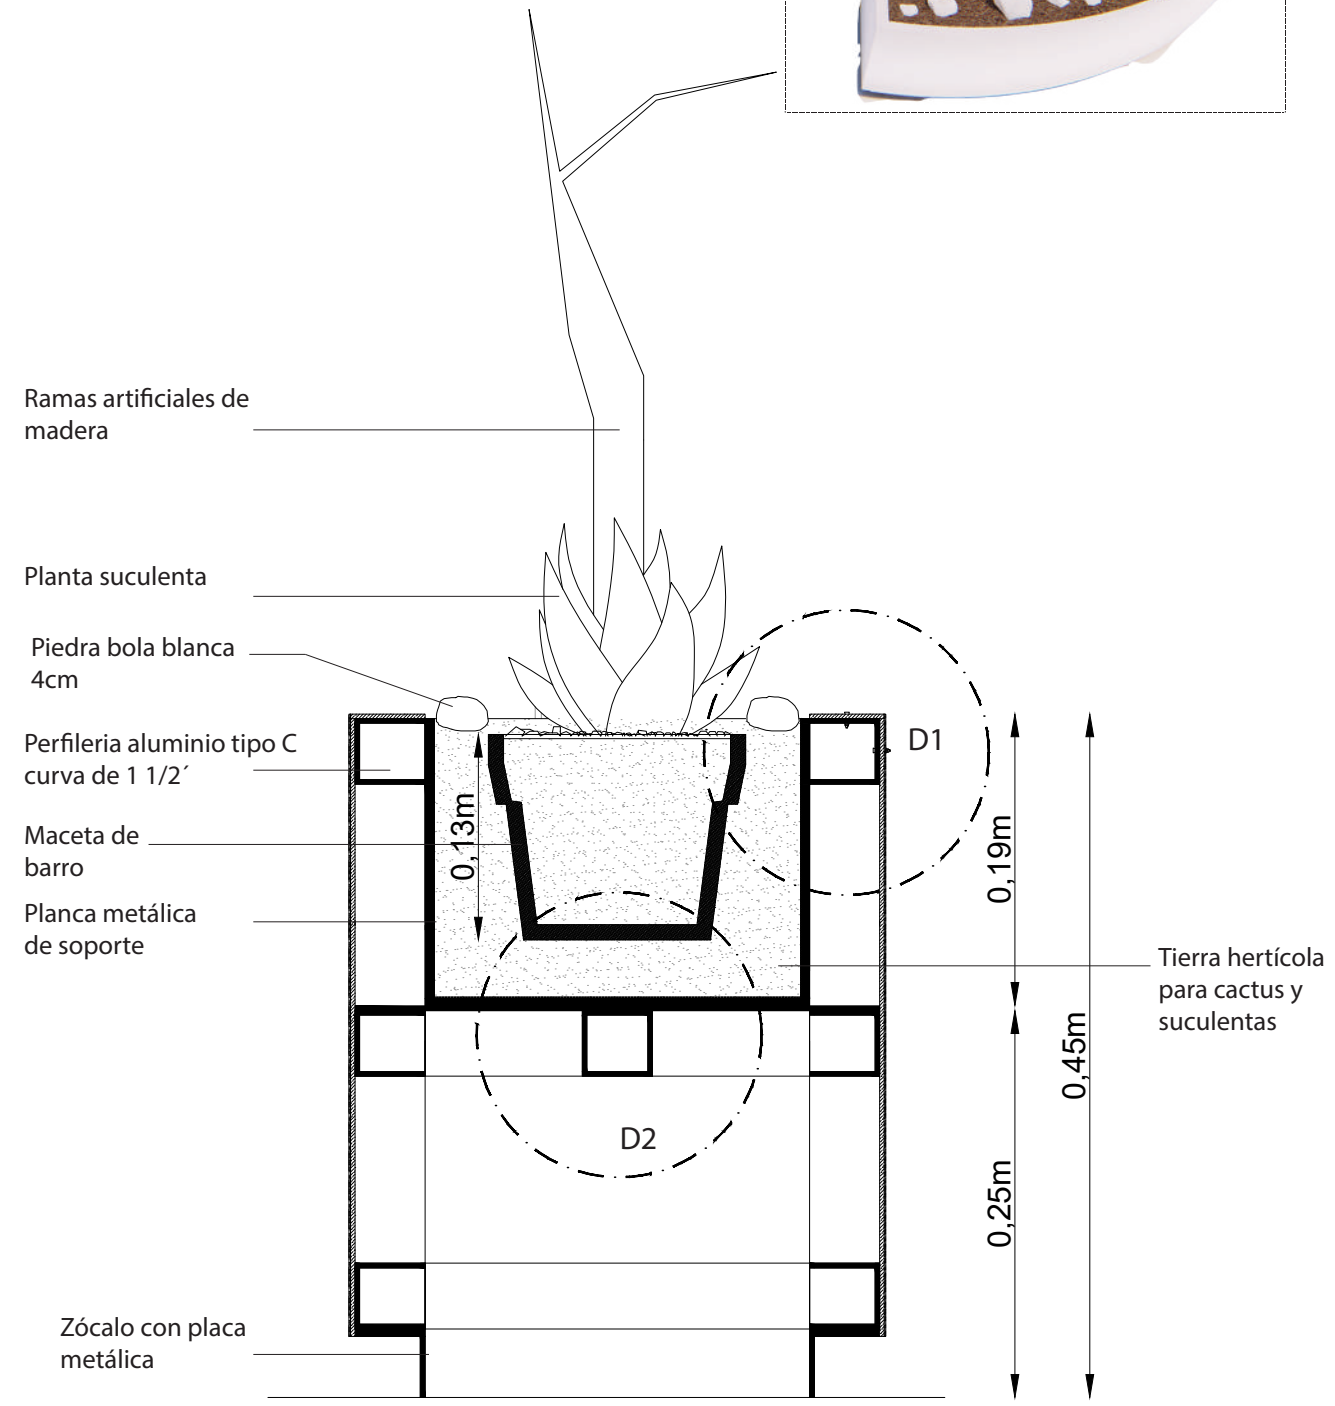 Ramas artificiales de
madera
Planta suculenta
Piedra bola blanca
4cm
Perfileria aluminio tipo C
curva de 1 1/2´
Maceta de
barro
Planca metálica
de soporte
Zócalo con placa
metálica
0,13m
D1
D2
0,19m
0,25m
0,45m
Tierra hertícola
para cactus y
suculentas